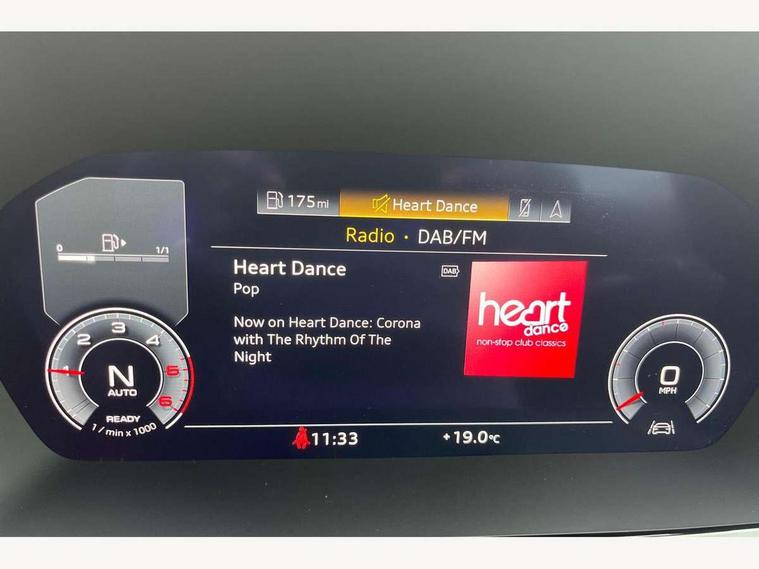 175 mi
Heart Dance
Radio · DAB/FM
0
1/1
Heart Dance
DAB
Pop
Now on Heart Dance: Corona
with The Rhythm Of The
Night
heart
dance
non-stop club classics
1
2
3
4
5
6
N
AUTO
READY
1 / min x 1000
0
MPH
11:33
+19.0°C